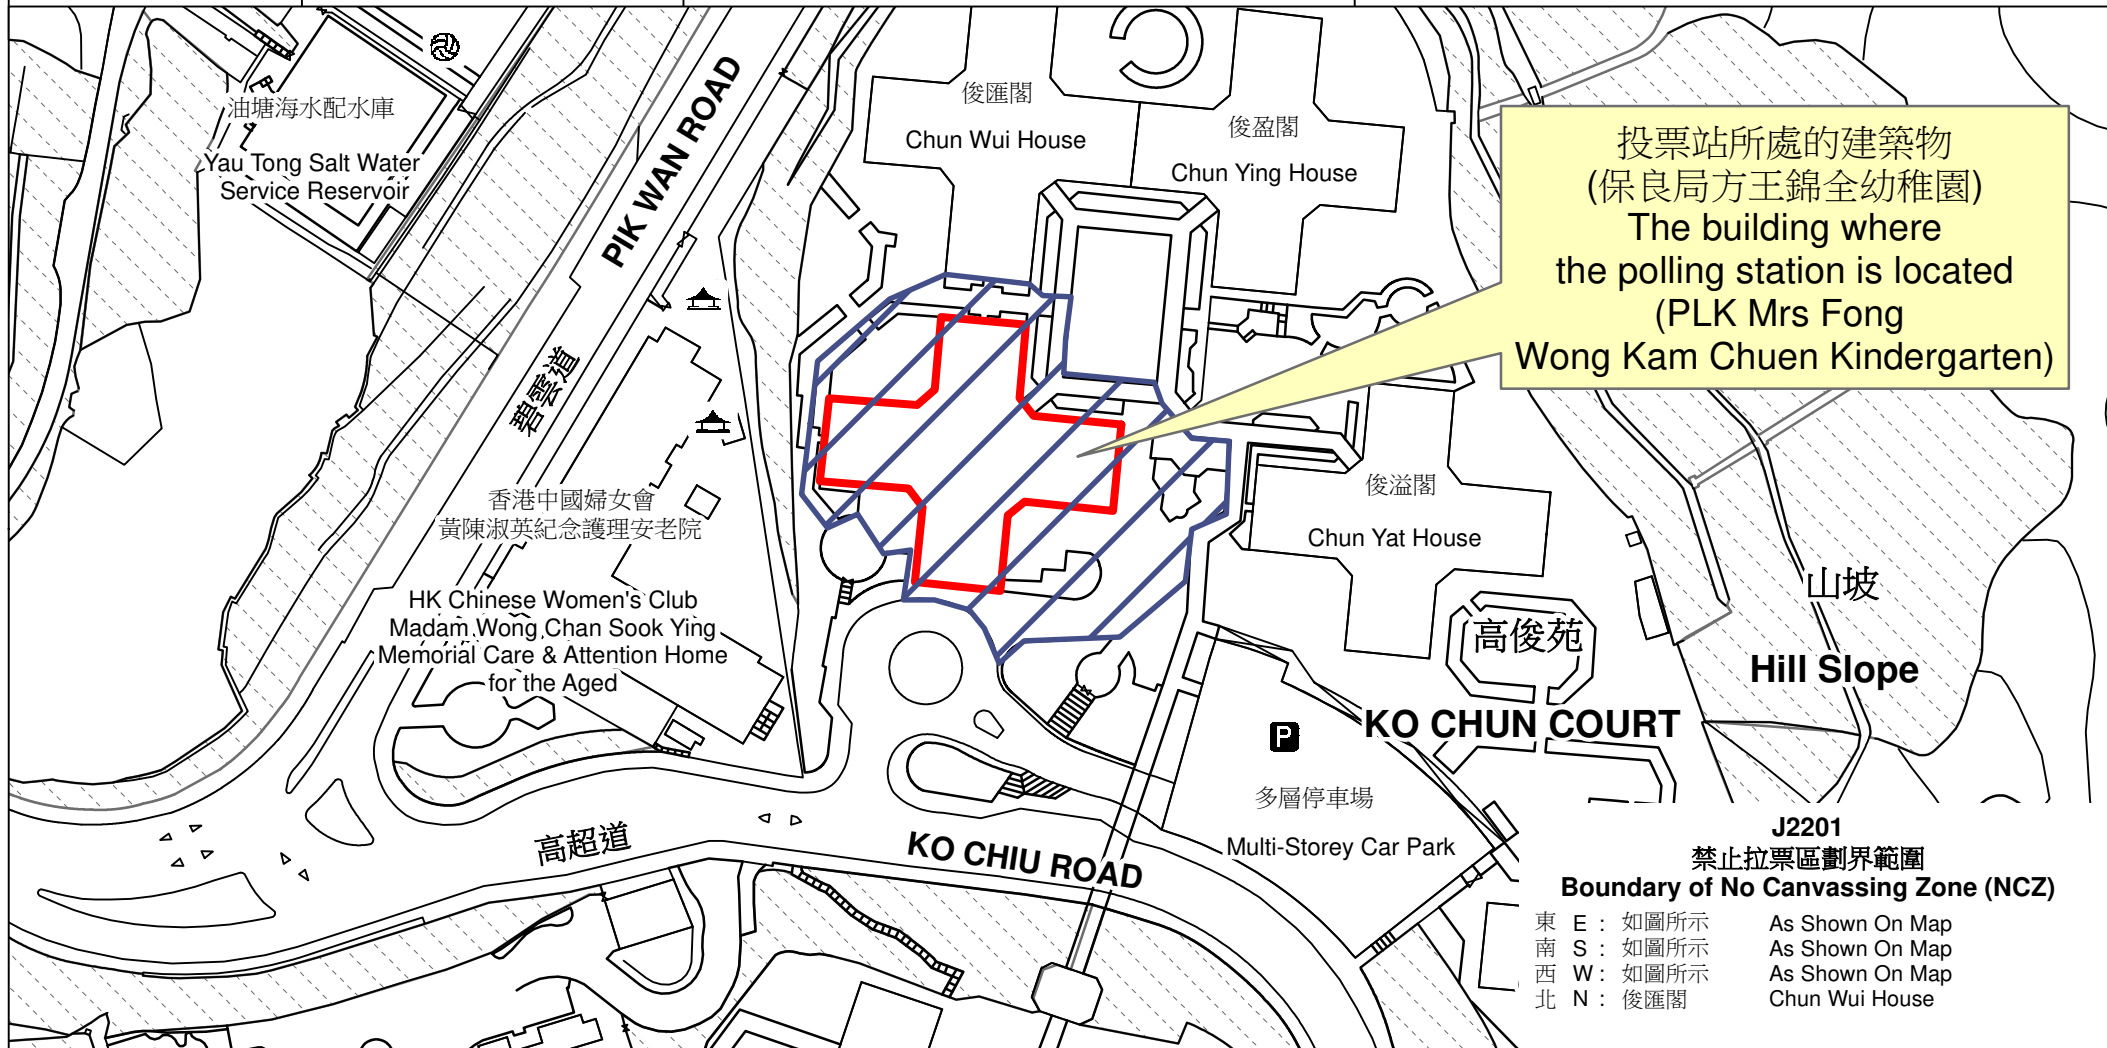 油塘海水配水庫
Yau Tong Salt Water
Service Reservoir
PIK WAN ROAD
碧雲道
俊匯閣
Chun Wui House
俊盈閣
Chun Ying House
投票站所處的建築物
(保良局方王錦全幼稚園)
The building where
the polling station is located
(PLK Mrs Fong
Wong Kam Chuen Kindergarten)
香港中國婦女會
黃陳淑英紀念護理安老院
HK Chinese Women's Club
Madam Wong Chan Sook Ying
Memorial Care & Attention Home
for the Aged
俊溢閣
Chun Yat House
山坡
Hill Slope
高俊苑
KO CHUN COURT
P
多層停車場
Multi-Storey Car Park
高超道
KO CHIU ROAD
J2201
禁止拉票區劃界範圍
Boundary of No Canvassing Zone (NCZ)
東 E : 如圖所示 As Shown On Map
南 S : 如圖所示 As Shown On Map
西 W : 如圖所示 As Shown On Map
北 N : 俊匯閣 Chun Wui House